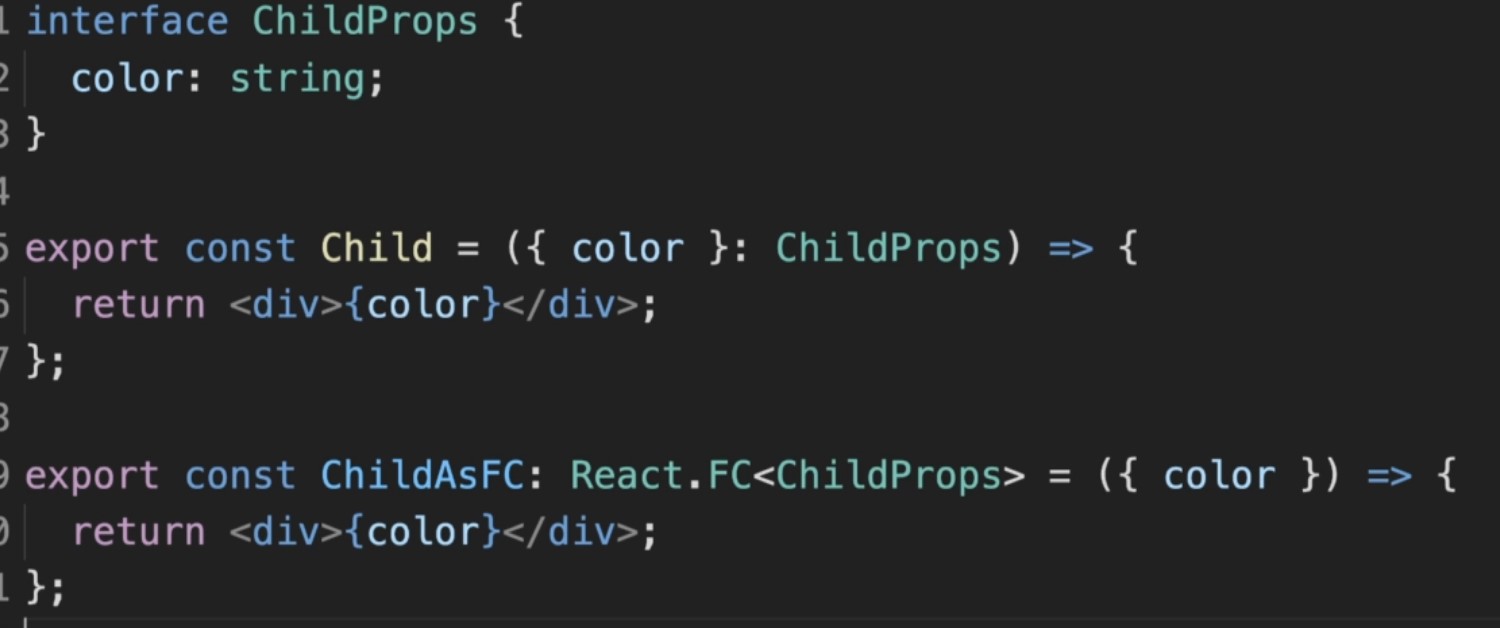 1 interface ChildProps {
2   color: string;
3 }
4
5 export const Child = ({ color }: ChildProps) => {
6   return <div>{color}</div>;
7 };
8
9 export const ChildAsFC: React.FC<ChildProps> = ({ color }) => {
0   return <div>{color}</div>;
1 };